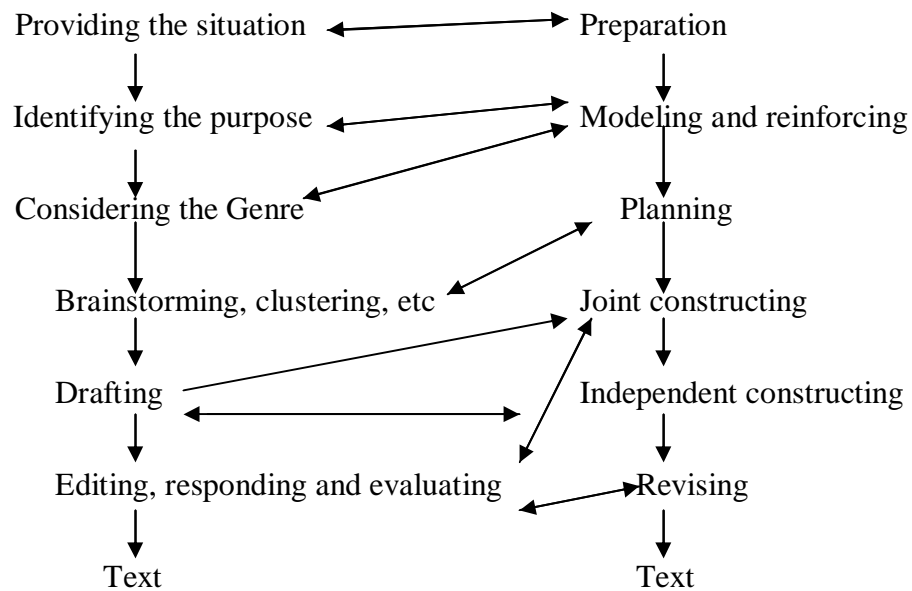 Providing the situation Preparation
Identifying the purpose Modeling and reinforcing
Considering the Genre Planning
Brainstorming, clustering, etc Joint constructing
Drafting Independent constructing
Editing, responding and evaluating Revising
Text Text